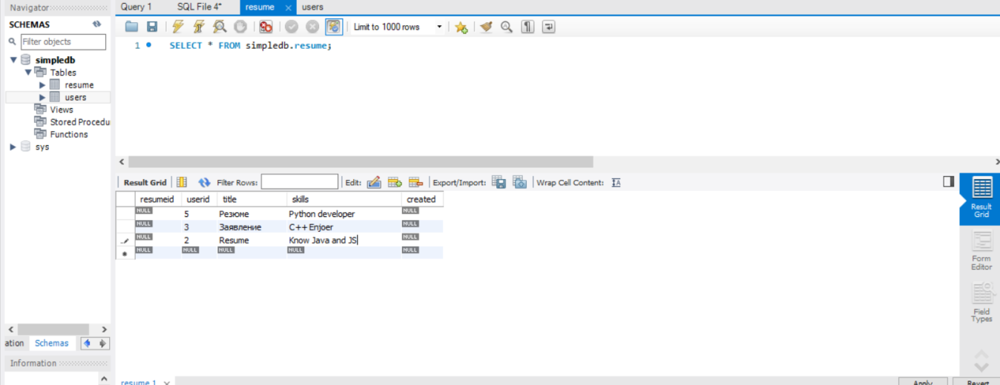 Navigator
Query 1 SQL File 4* resume × users
SCHEMAS
Limit to 1000 rows
Filter objects
1 SELECT * FROM simpledb.resume;
simpledb
Tables
resume
users
Views
Stored Procedu
Functions
sys
Result Grid Filter Rows: Edit: Export/Import: Wrap Cell Content:
resumeid userid title skills created
NULL 5 Резюме Python developer NULL
NULL 3 Заявление C++ Enjoer NULL
NULL 2 Resume Know Java and JS NULL
NULL NULL NULL NULL NULL
Result
Grid
Form
Editor
Field
Types
ation Schemas
Information
resume 1 × Apply Revert